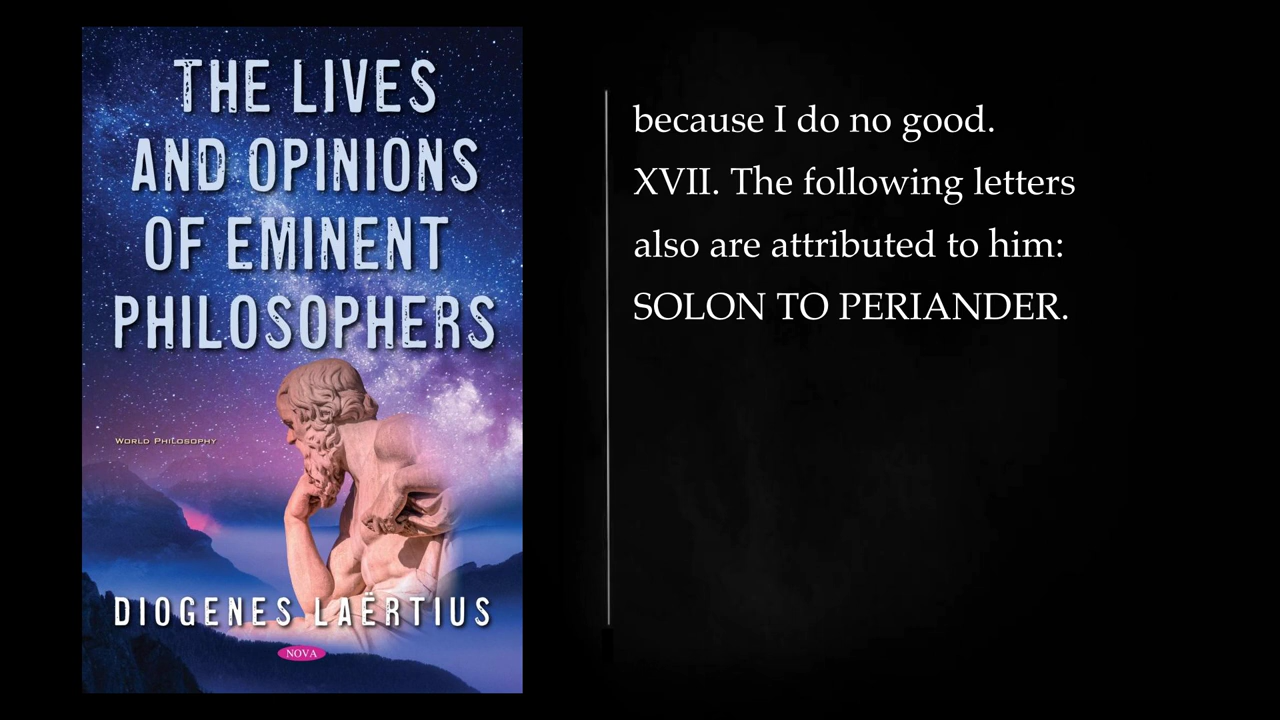 THE LIVES
AND OPINIONS
OF EMINENT
PHILOSOPHERS
WORLD PHILOSOPHY
DIOGENES LAËRTIUS
NOVA
because I do no good.
XVII. The following letters
also are attributed to him:
SOLON TO PERIANDER.